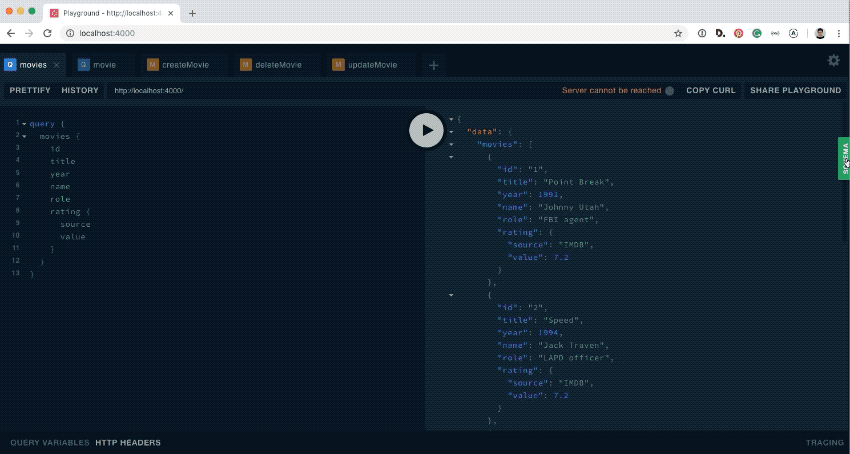 Playground - http://localhost:4
localhost:4000
movies
movie
createMovie
deleteMovie
updateMovie
PRETTIFY
HISTORY
http://localhost:4000/
Server cannot be reached
COPY CURL
SHARE PLAYGROUND
1 query {
2 movies {
3 id
4 title
5 year
6 name
7 role
8 rating {
9 source
10 value
11 }
12 }
13 }
{
"data": {
"movies": [
{
"id": "1",
"title": "Point Break",
"year": 1991,
"name": "Johnny Utah",
"role": "FBI agent",
"rating": {
"source": "IMDB",
"value": 7.2
}
},
{
"id": "2",
"title": "Speed",
"year": 1994,
"name": "Jack Traven",
"role": "LAPD officer",
"rating": {
"source": "IMDB",
"value": 7.2
}
},
SCHEMA
QUERY VARIABLES
HTTP HEADERS
TRACING